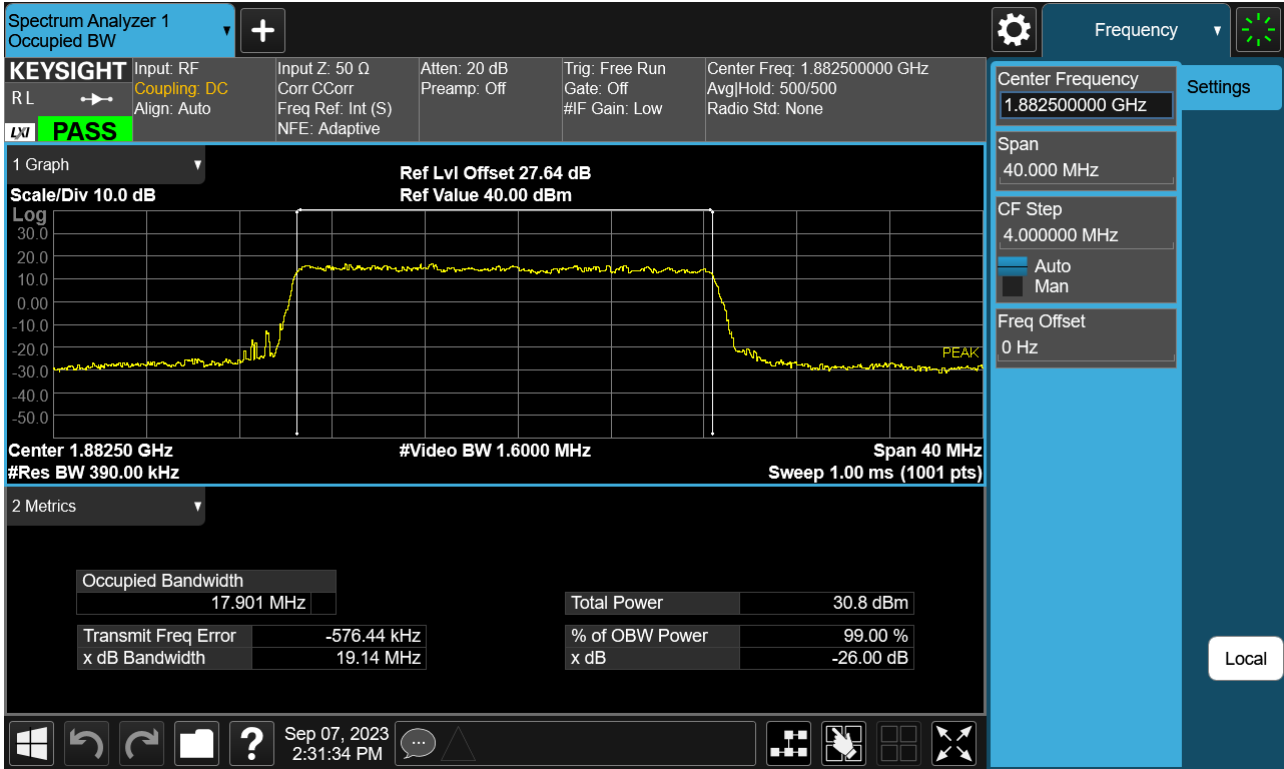 Spectrum Analyzer 1
Occupied BW
Frequency
KEYSIGHT
R L
LXI
PASS
Input: RF
Coupling: DC
Align: Auto
Input Z: 50 Ω
Corr CCorr
Freq Ref: Int (S)
NFE: Adaptive
Atten: 20 dB
Preamp: Off
Trig: Free Run
Gate: Off
#IF Gain: Low
Center Freq: 1.882500000 GHz
Avg|Hold: 500/500
Radio Std: None
Center Frequency
1.882500000 GHz
Settings
Span
40.000 MHz
CF Step
4.000000 MHz
Auto
Man
Freq Offset
0 Hz
Local
1 Graph
Ref Lvl Offset 27.64 dB
Scale/Div 10.0 dB
Ref Value 40.00 dBm
Log
30.0
20.0
10.0
0.00
-10.0
-20.0
-30.0
-40.0
-50.0
PEAK
Center 1.88250 GHz
#Video BW 1.6000 MHz
Span 40 MHz
#Res BW 390.00 kHz
Sweep 1.00 ms (1001 pts)
2 Metrics
Occupied Bandwidth
17.901 MHz
Total Power 30.8 dBm
Transmit Freq Error -576.44 kHz
% of OBW Power 99.00 %
x dB Bandwidth 19.14 MHz
x dB -26.00 dB
Sep 07, 2023
2:31:34 PM